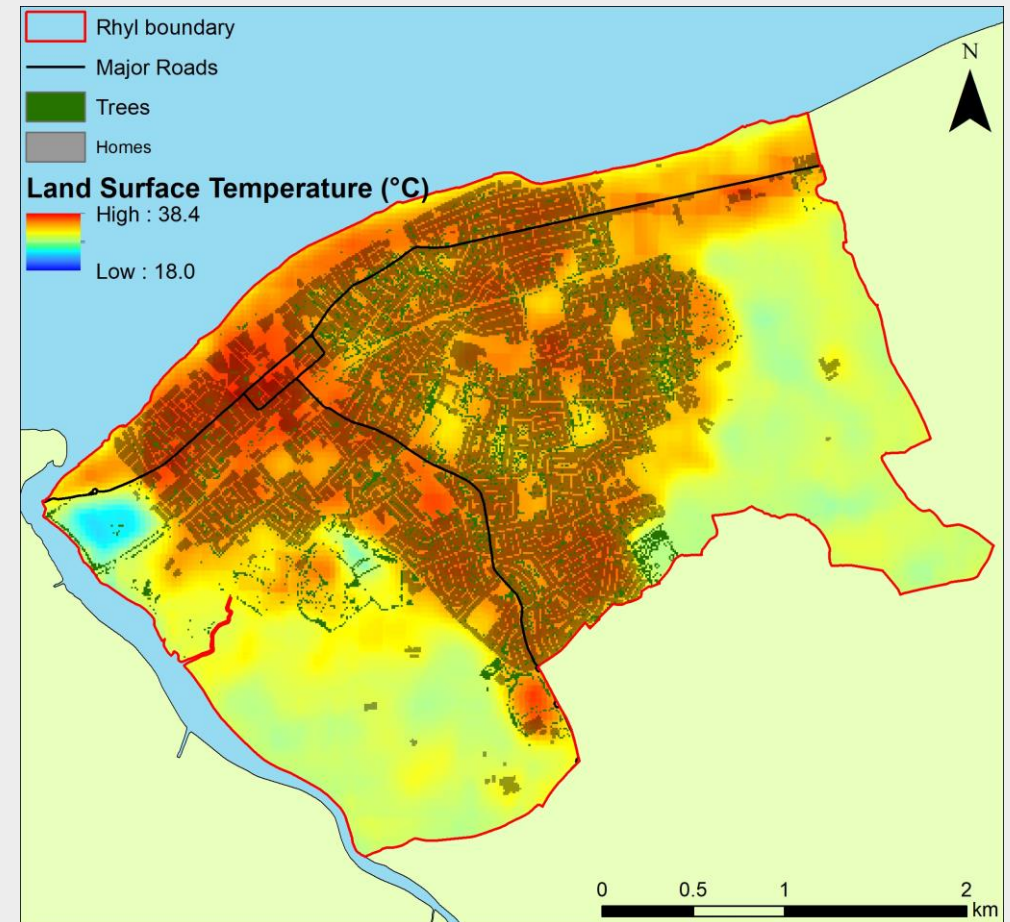 Rhyl boundary
Major Roads
Trees
Homes
Land Surface Temperature (°C)
High : 38.4
Low : 18.0
N
0 0.5 1 2
km